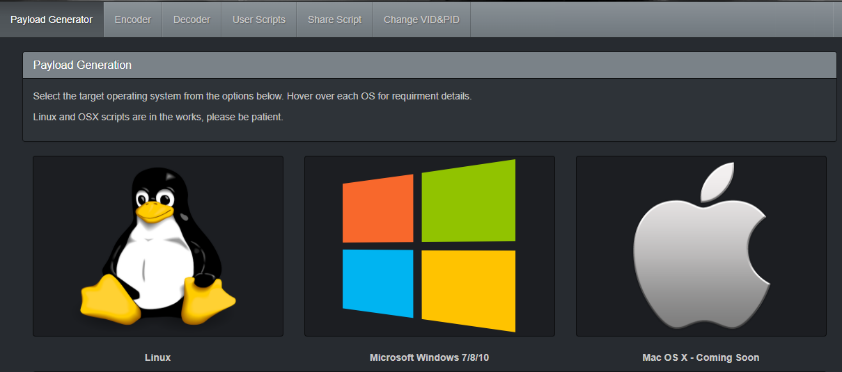 Payload Generator
Encoder
Decoder
User Scripts
Share Script
Change VID&PID
Payload Generation
Select the target operating system from the options below. Hover over each OS for requirment details.
Linux and OSX scripts are in the works, please be patient.
Linux
Microsoft Windows 7/8/10
Mac OS X - Coming Soon